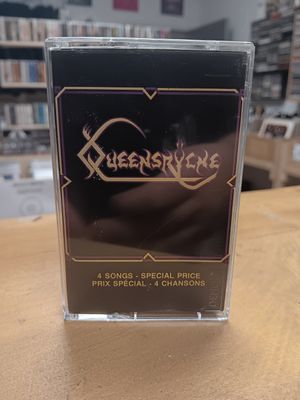 QUEENSRŸCHE
4 SONGS - SPECIAL PRICE
PRIX SPÉCIAL - 4 CHANSONS